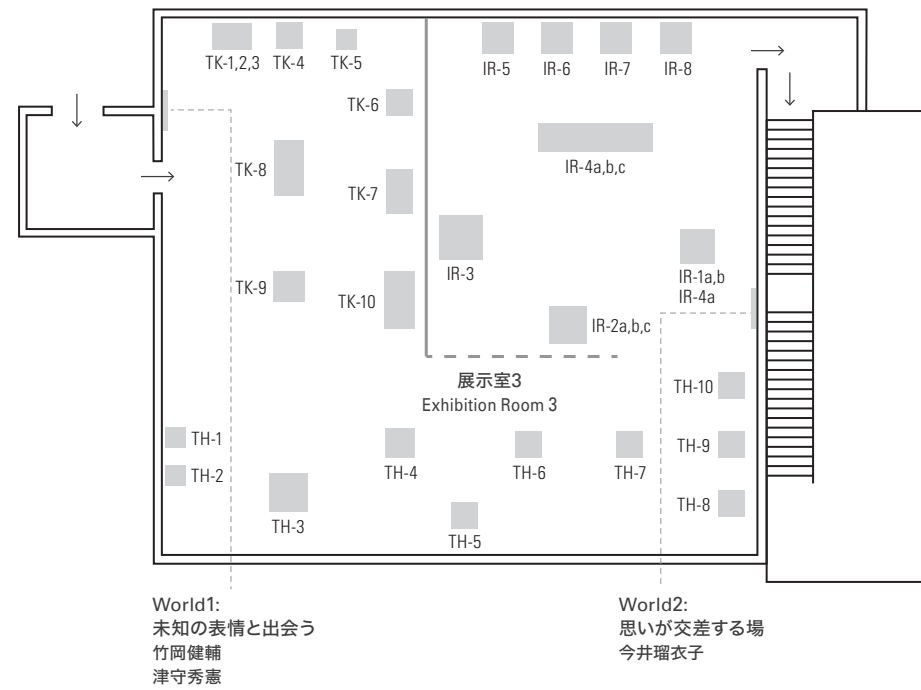 TK-1,2,3
TK-4
TK-5
IR-5
IR-6
IR-7
IR-8
TK-6
TK-8
IR-4a,b,c
TK-7
IR-3
IR-1a,b
IR-4a
TK-9
TK-10
IR-2a,b,c
展示室3
Exhibition Room 3
TH-10
TH-1
TH-2
TH-4
TH-6
TH-7
TH-9
TH-3
TH-5
TH-8
World1:
未知の表情と出会う
竹岡健輔
津守秀憲
World2:
思いが交差する場
今井瑠衣子